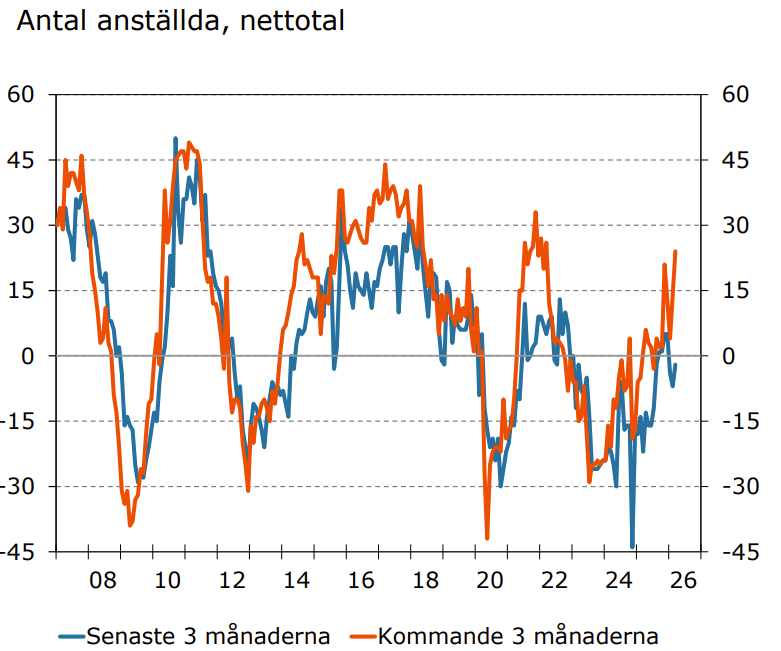 Antal anställda, nettotal
60 60
45 45
30 30
15 15
0 0
-15 -15
-30 -30
-45 -45
08 10 12 14 16 18 20 22 24 26
Senaste 3 månaderna Kommande 3 månaderna